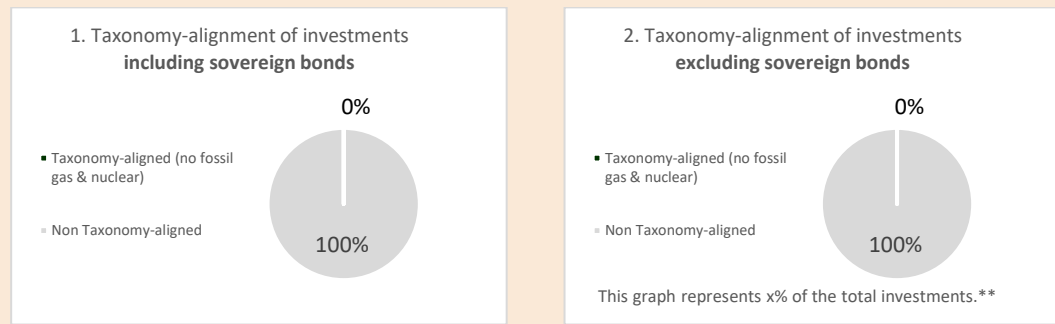 1. Taxonomy-alignment of investments
including sovereign bonds
0%
Taxonomy-aligned (no fossil
gas & nuclear)
Non Taxonomy-aligned
100%
2. Taxonomy-alignment of investments
excluding sovereign bonds
0%
Taxonomy-aligned (no fossil
gas & nuclear)
Non Taxonomy-aligned
100%
This graph represents x% of the total investments.**